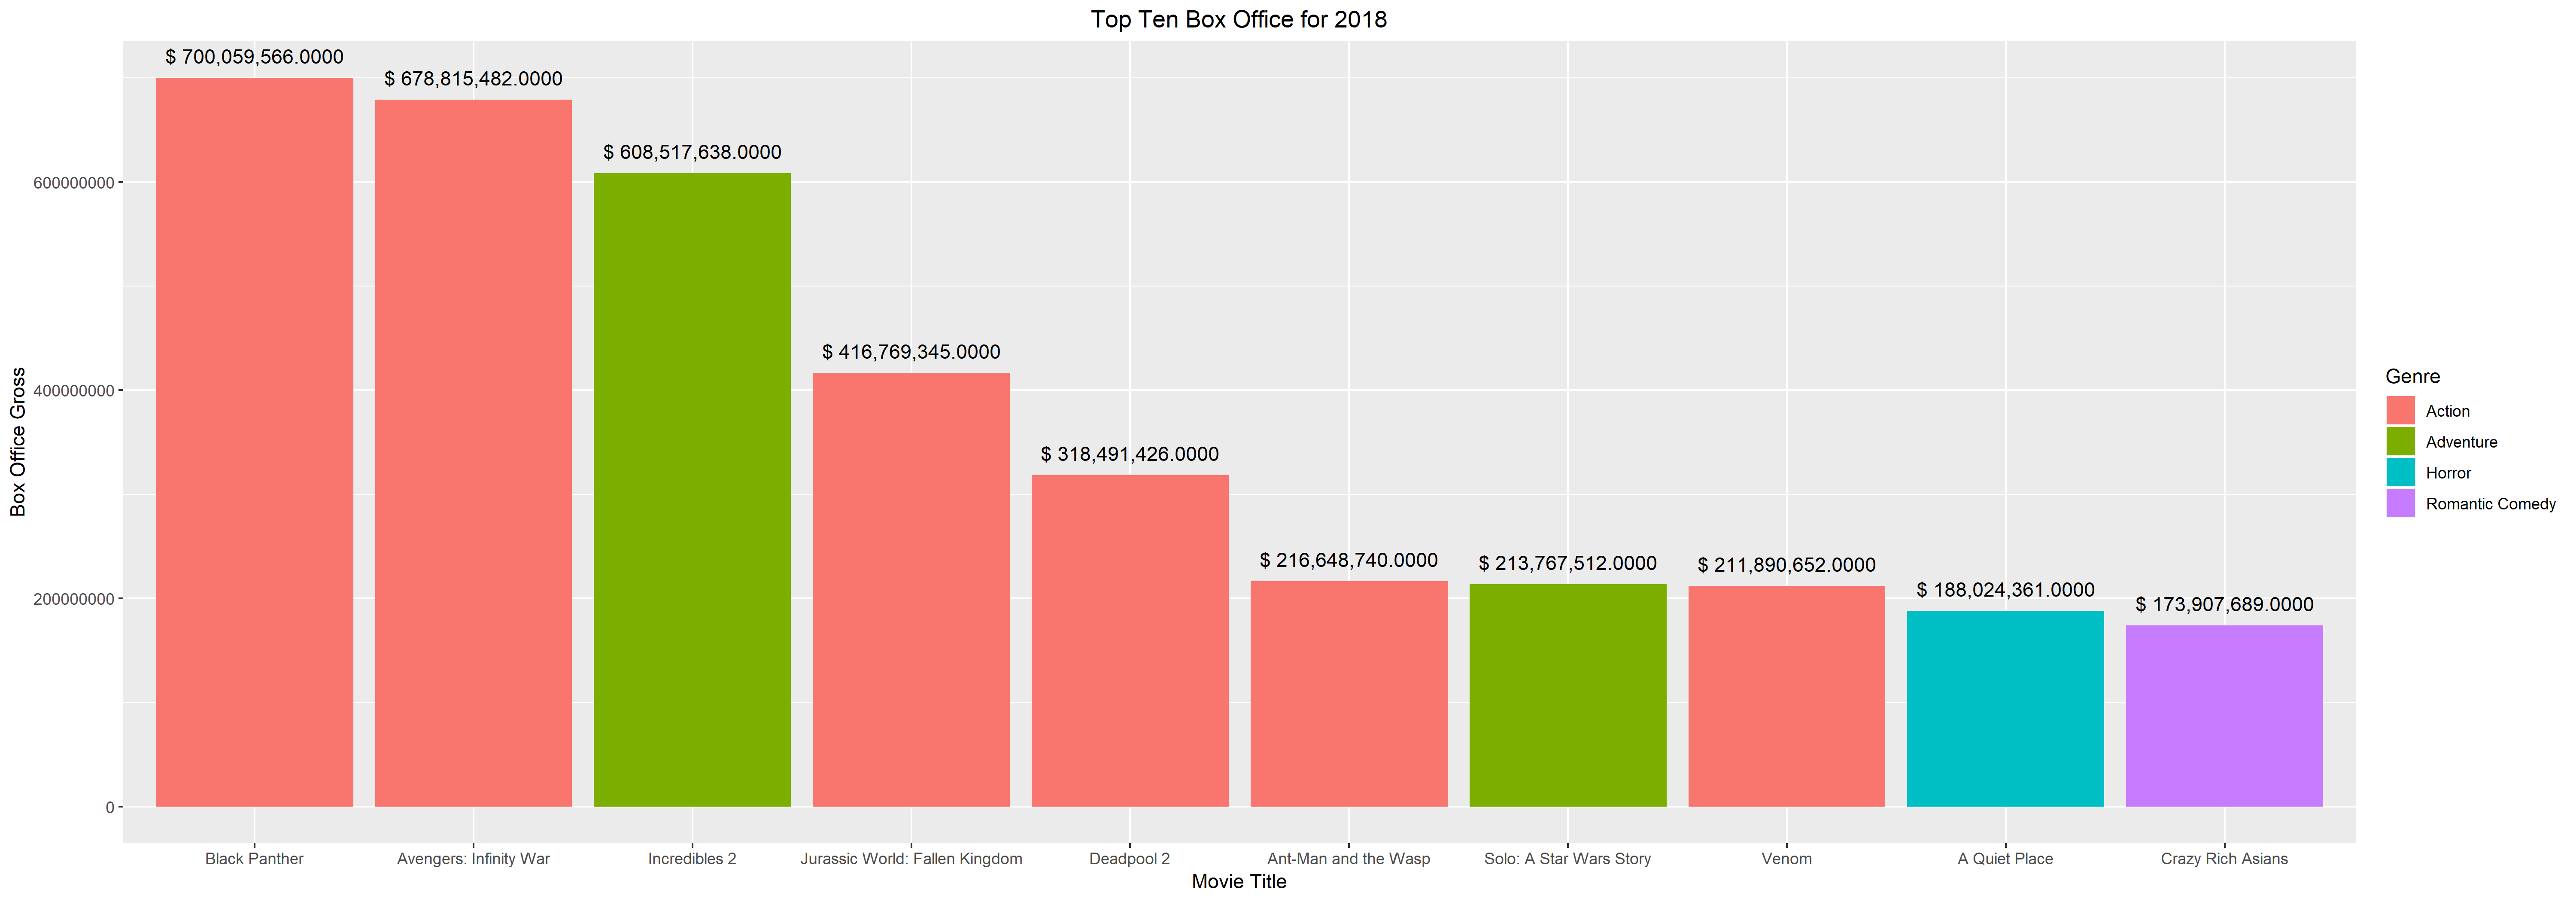 Top Ten Box Office for 2018
$ 700,059,566.0000
$ 678,815,482.0000
$ 608,517,638.0000
$ 416,769,345.0000
$ 318,491,426.0000
$ 216,648,740.0000
$ 213,767,512.0000
$ 211,890,652.0000
$ 188,024,361.0000
$ 173,907,689.0000
Box Office Gross
600000000
400000000
200000000
0
Black Panther
Avengers: Infinity War
Incredibles 2
Jurassic World: Fallen Kingdom
Deadpool 2
Ant-Man and the Wasp
Solo: A Star Wars Story
Venom
A Quiet Place
Crazy Rich Asians
Movie Title
Genre
Action
Adventure
Horror
Romantic Comedy